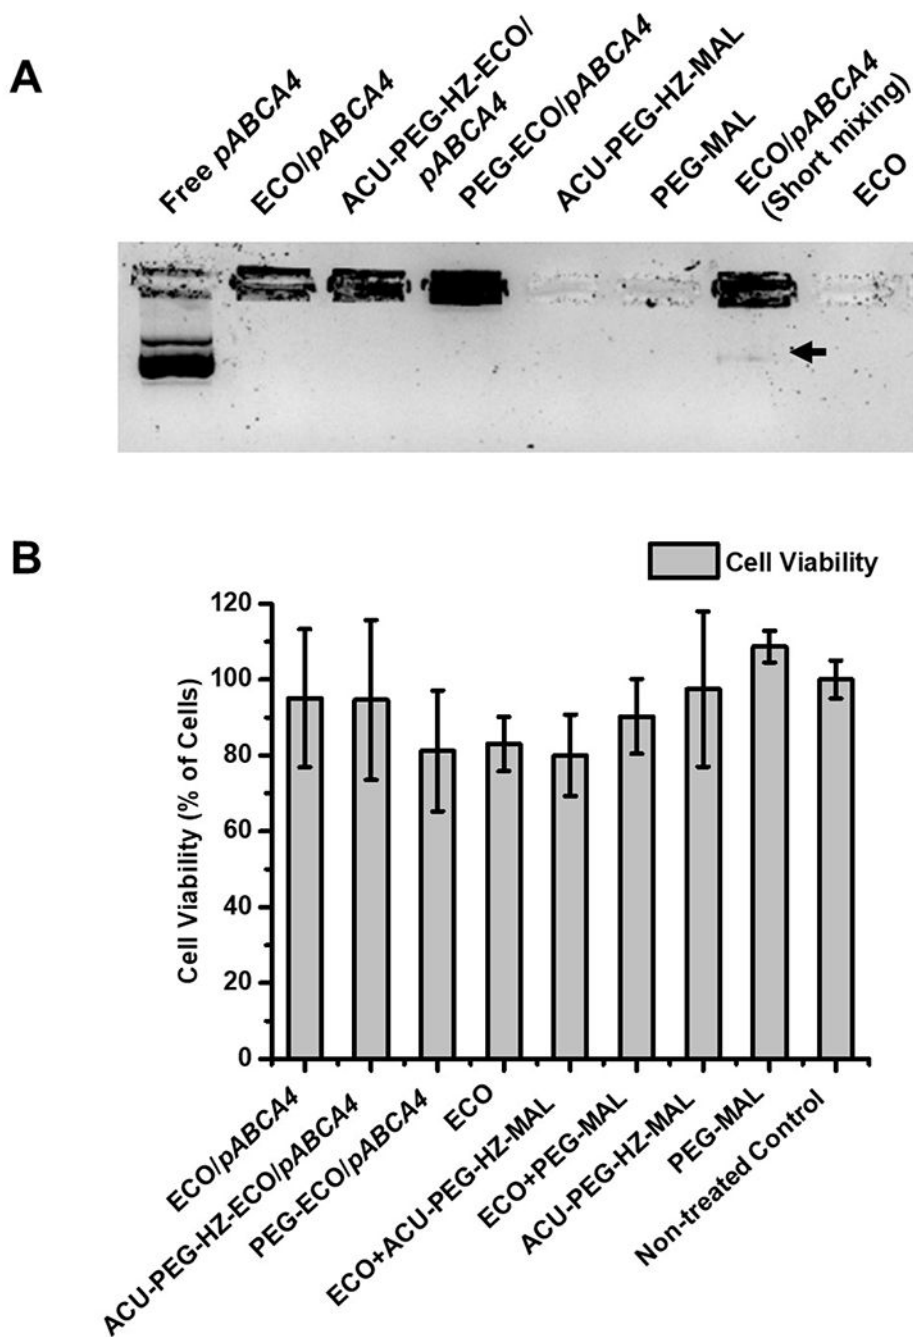 A
Free pABCA4
ECO/pABCA4
ACU-PEG-HZ-ECO/
pABCA4
PEG-ECO/pABCA4
ACU-PEG-HZ-MAL
PEG-MAL
ECO/pABCA4
(Short mixing)
ECO
B
Cell Viability
Cell Viability (% of Cells)
120
100
80
60
40
20
0
ECO/pABCA4
ACU-PEG-HZ-ECO/pABCA4
PEG-ECO/pABCA4
ECO
ECO+ACU-PEG-HZ-MAL
ECO+PEG-MAL
ACU-PEG-HZ-MAL
PEG-MAL
Non-treated Control